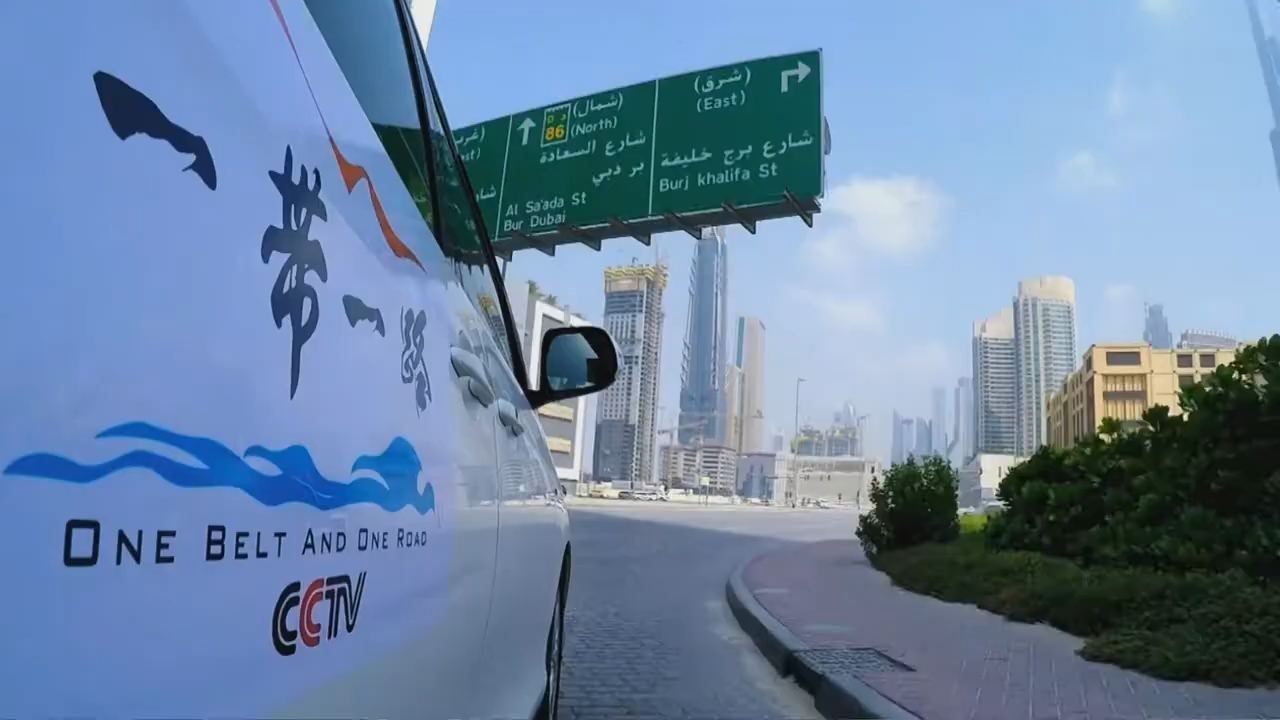 一带一路
ONE BELT AND ONE ROAD
CCTV
(شمال)
86
(North)
شارع السعادة
بر دبي
Al Sa'ada St
Bur Dubai
(شرق)
(East)
شارع برج خليفة
Burj khalifa St